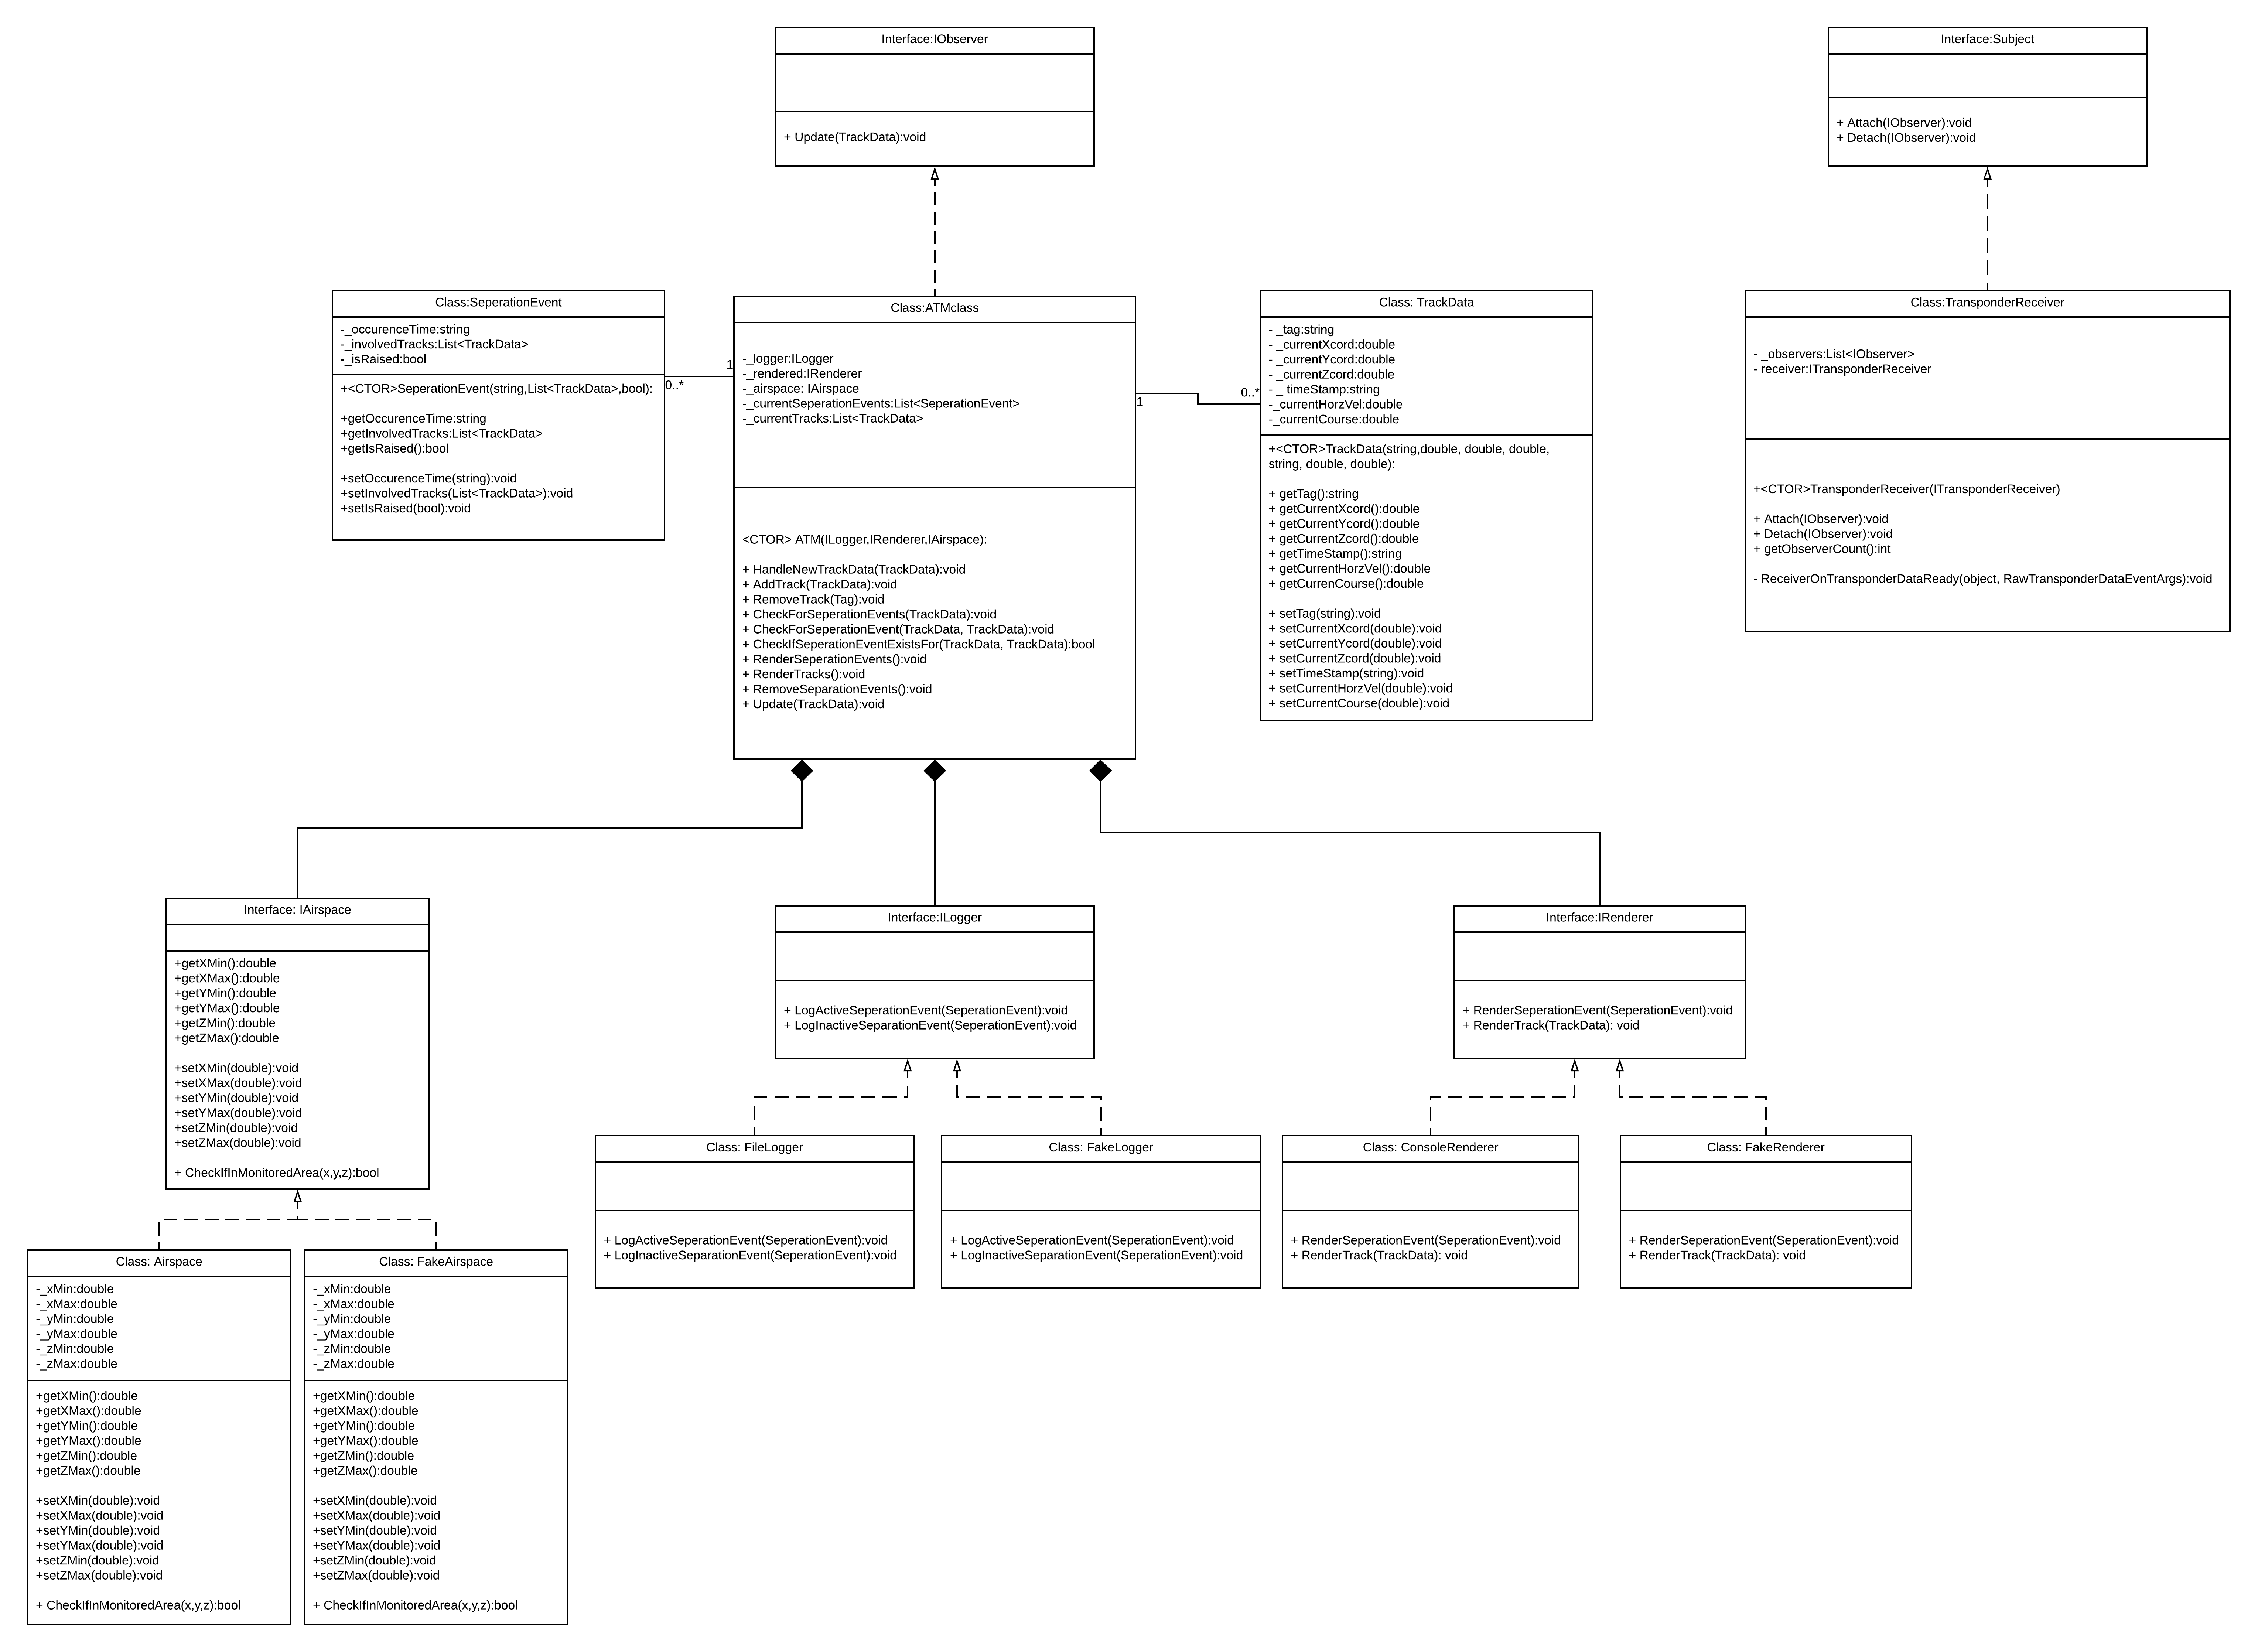 Interface:IObserver
+ Update(TrackData):void
Interface:Subject
+ Attach(IObserver):void
+ Detach(IObserver):void
Class:SeperationEvent
-_occurenceTime:string
-_involvedTracks:List<TrackData>
-_isRaised:bool
+<CTOR>SeperationEvent(string,List<TrackData>,bool):
+getOccurenceTime:string
+getInvolvedTracks:List<TrackData>
+getIsRaised():bool
+setOccurenceTime(string):void
+setInvolvedTracks(List<TrackData>):void
+setIsRaised(bool):void
1
0..*
Class:ATMclass
-_logger:ILogger
-_rendered:IRenderer
-_airspace: IAirspace
-_currentSeperationEvents:List<SeperationEvent>
-_currentTracks:List<TrackData>
<CTOR> ATM(ILogger,IRenderer,IAirspace):
+ HandleNewTrackData(TrackData):void
+ AddTrack(TrackData):void
+ RemoveTrack(Tag):void
+ CheckForSeperationEvents(TrackData):void
+ CheckForSeperationEvent(TrackData, TrackData):void
+ CheckIfSeperationEventExistsFor(TrackData, TrackData):bool
+ RenderSeperationEvents():void
+ RenderTracks():void
+ RemoveSeparationEvents():void
+ Update(TrackData):void
1
0..*
Class: TrackData
- _tag:string
- _currentXcord:double
- _currentYcord:double
- _currentZcord:double
- _ timeStamp:string
-_currentHorzVel:double
-_currentCourse:double
+<CTOR>TrackData(string,double, double, double,
string, double, double):
+ getTag():string
+ getCurrentXcord():double
+ getCurrentYcord():double
+ getCurrentZcord():double
+ getTimeStamp():string
+ getCurrentHorzVel():double
+ getCurrenCourse():double
+ setTag(string):void
+ setCurrentXcord(double):void
+ setCurrentYcord(double):void
+ setCurrentZcord(double):void
+ setTimeStamp(string):void
+ setCurrentHorzVel(double):void
+ setCurrentCourse(double):void
Class:TransponderReceiver
- _observers:List<IObserver>
- receiver:ITransponderReceiver
+<CTOR>TransponderReceiver(ITransponderReceiver)
+ Attach(IObserver):void
+ Detach(IObserver):void
+ getObserverCount():int
- ReceiverOnTransponderDataReady(object, RawTransponderDataEventArgs):void
Interface: IAirspace
+getXMin():double
+getXMax():double
+getYMin():double
+getYMax():double
+getZMin():double
+getZMax():double
+setXMin(double):void
+setXMax(double):void
+setYMin(double):void
+setYMax(double):void
+setZMin(double):void
+setZMax(double):void
+ CheckIfInMonitoredArea(x,y,z):bool
Interface:ILogger
+ LogActiveSeperationEvent(SeperationEvent):void
+ LogInactiveSeparationEvent(SeperationEvent):void
Interface:IRenderer
+ RenderSeperationEvent(SeperationEvent):void
+ RenderTrack(TrackData): void
Class: FileLogger
+ LogActiveSeperationEvent(SeperationEvent):void
+ LogInactiveSeparationEvent(SeperationEvent):void
Class: FakeLogger
+ LogActiveSeperationEvent(SeperationEvent):void
+ LogInactiveSeparationEvent(SeperationEvent):void
Class: ConsoleRenderer
+ RenderSeperationEvent(SeperationEvent):void
+ RenderTrack(TrackData): void
Class: FakeRenderer
+ RenderSeperationEvent(SeperationEvent):void
+ RenderTrack(TrackData): void
Class: Airspace
-_xMin:double
-_xMax:double
-_yMin:double
-_yMax:double
-_zMin:double
-_zMax:double
+getXMin():double
+getXMax():double
+getYMin():double
+getYMax():double
+getZMin():double
+getZMax():double
+setXMin(double):void
+setXMax(double):void
+setYMin(double):void
+setYMax(double):void
+setZMin(double):void
+setZMax(double):void
+ CheckIfInMonitoredArea(x,y,z):bool
Class: FakeAirspace
-_xMin:double
-_xMax:double
-_yMin:double
-_yMax:double
-_zMin:double
-_zMax:double
+getXMin():double
+getXMax():double
+getYMin():double
+getYMax():double
+getZMin():double
+getZMax():double
+setXMin(double):void
+setXMax(double):void
+setYMin(double):void
+setYMax(double):void
+setZMin(double):void
+setZMax(double):void
+ CheckIfInMonitoredArea(x,y,z):bool